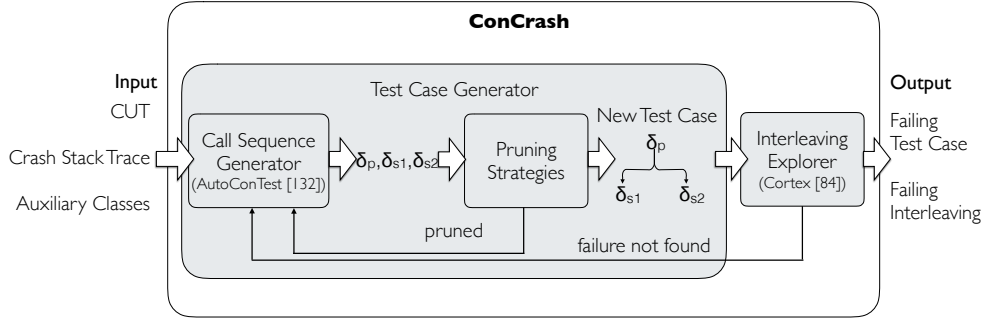 ConCrash
Input
CUT
Crash Stack Trace
Auxiliary Classes
Test Case Generator
Call Sequence
Generator
(AutoConTest [132])
δp,δs1,δs2
Pruning
Strategies
New Test Case
δp
δs1 δs2
pruned
failure not found
Interleaving
Explorer
(Cortex [84])
Output
Failing
Test Case
Failing
Interleaving